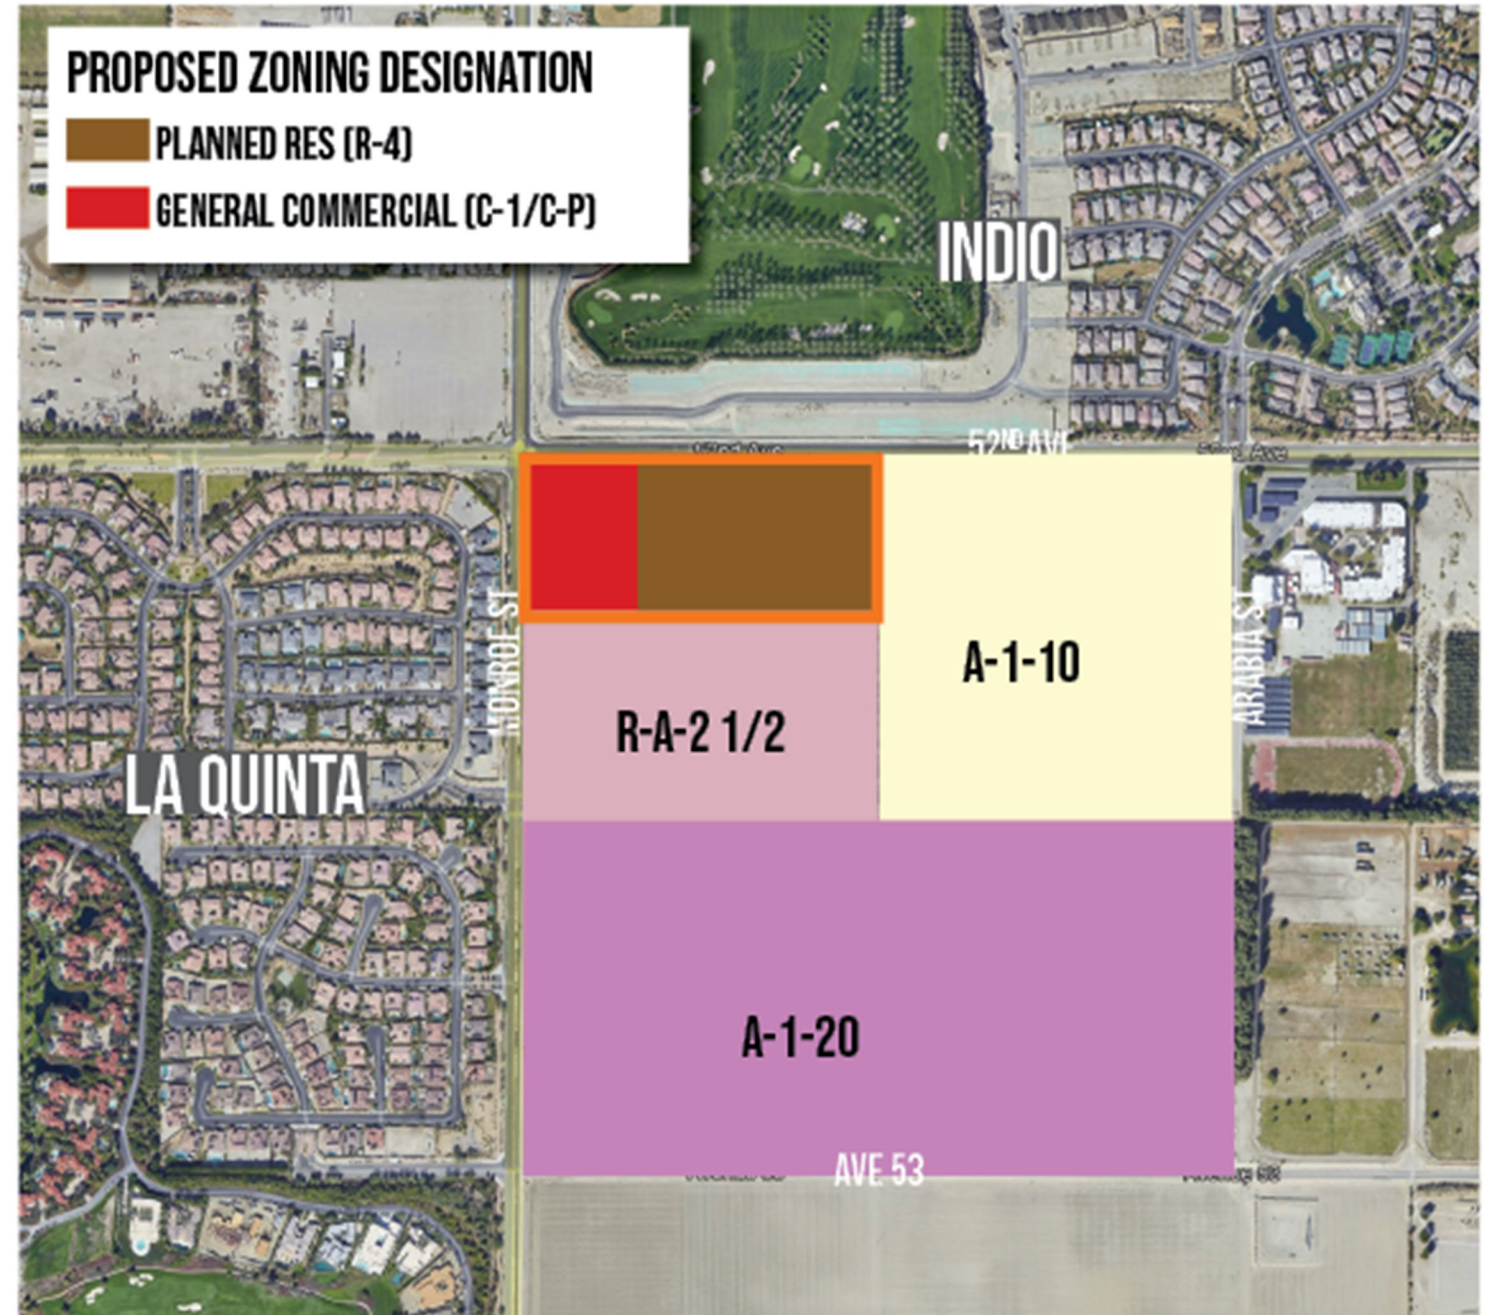 PROPOSED ZONING DESIGNATION
PLANNED RES (R-4)
GENERAL COMMERCIAL (C-1/C-P)
INDIO
52ND AVE
MONROE ST
ARABIA ST
A-1-10
R-A-2 1/2
LA QUINTA
A-1-20
AVE 53